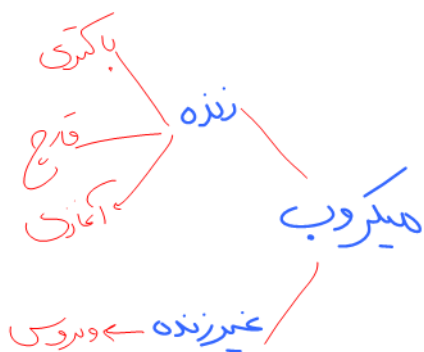 باکتری
زنده
قارچ
آغازی
میکروب
غیرزنده ← ویروس